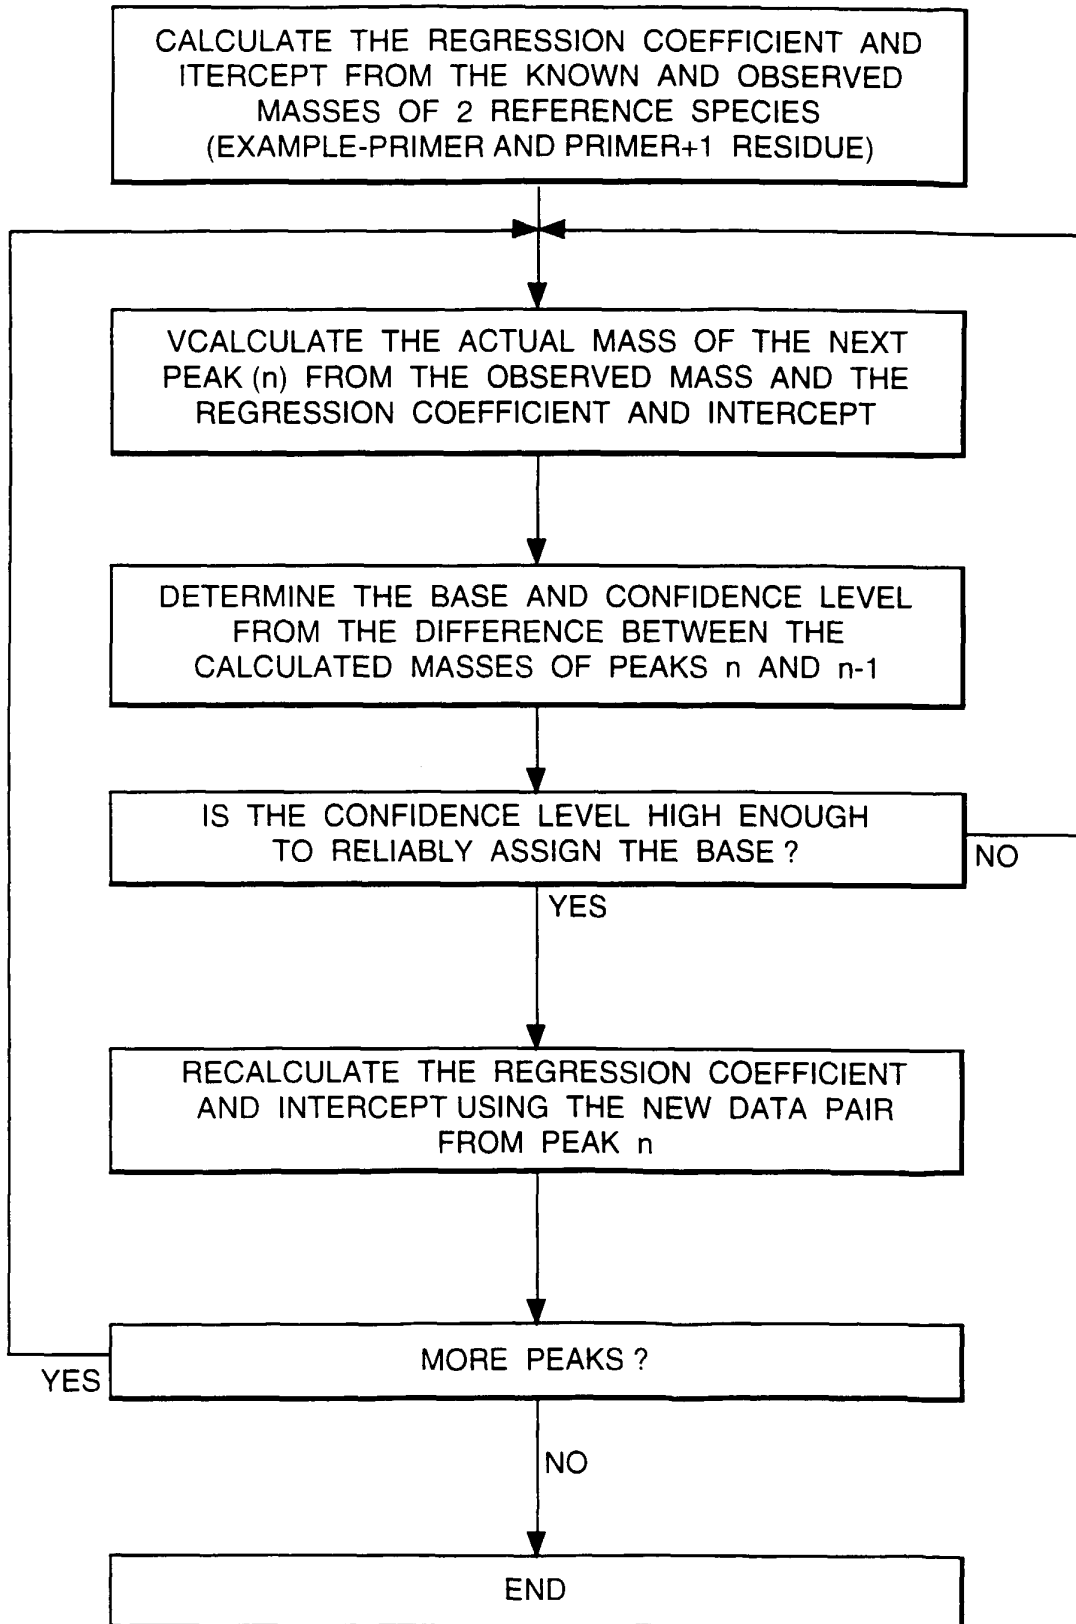 CALCULATE THE REGRESSION COEFFICIENT AND
ITERCEPT FROM THE KNOWN AND OBSERVED
MASSES OF 2 REFERENCE SPECIES
(EXAMPLE-PRIMER AND PRIMER+1 RESIDUE)
VCALCULATE THE ACTUAL MASS OF THE NEXT
PEAK (n) FROM THE OBSERVED MASS AND THE
REGRESSION COEFFICIENT AND INTERCEPT
DETERMINE THE BASE AND CONFIDENCE LEVEL
FROM THE DIFFERENCE BETWEEN THE
CALCULATED MASSES OF PEAKS n AND n-1
IS THE CONFIDENCE LEVEL HIGH ENOUGH
TO RELIABLY ASSIGN THE BASE ?
NO
YES
RECALCULATE THE REGRESSION COEFFICIENT
AND INTERCEPT USING THE NEW DATA PAIR
FROM PEAK n
MORE PEAKS ?
YES
NO
END